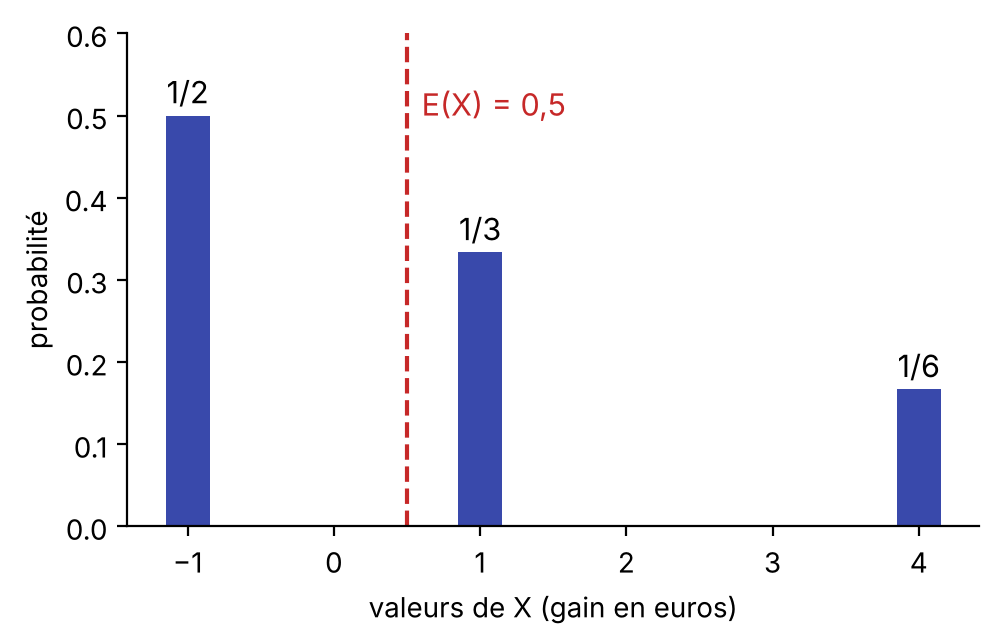 0.6
1/2
E(X) = 0,5
0.5
0.4
1/3
0.3
probabilité
0.2
1/6
0.1
0.0
−1 0 1 2 3 4
valeurs de X (gain en euros)